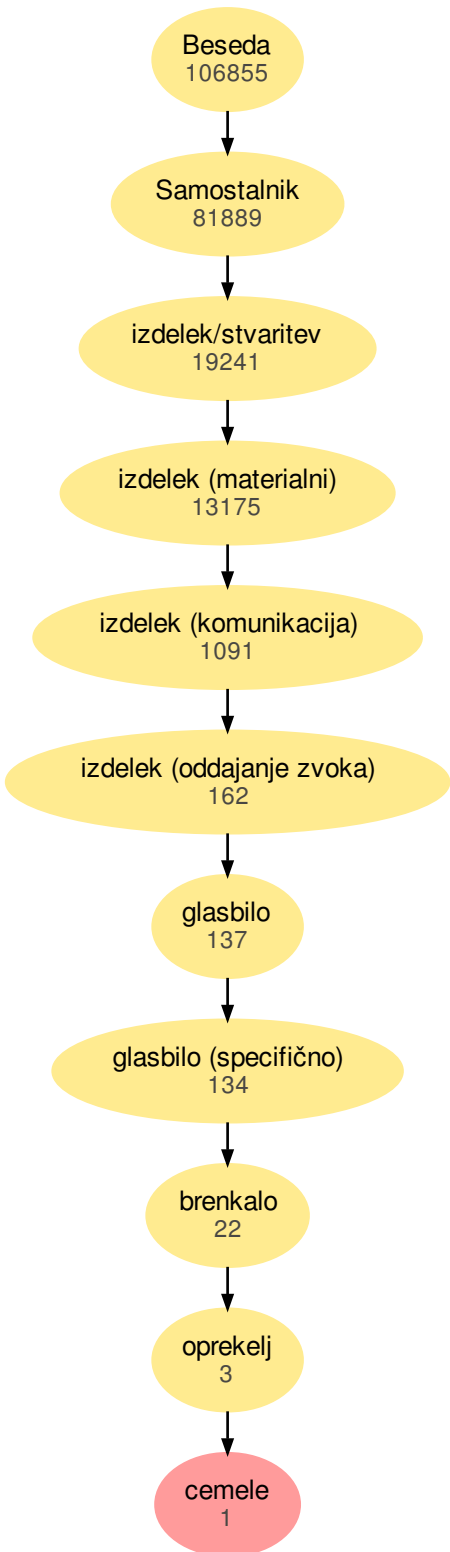 Beseda
106855
Samostalnik
81889
izdelek/stvaritev
19241
izdelek (materialni)
13175
izdelek (komunikacija)
1091
izdelek (oddajanje zvoka)
162
glasbilo
137
glasbilo (specifično)
134
brenkalo
22
oprekelj
3
cemele
1